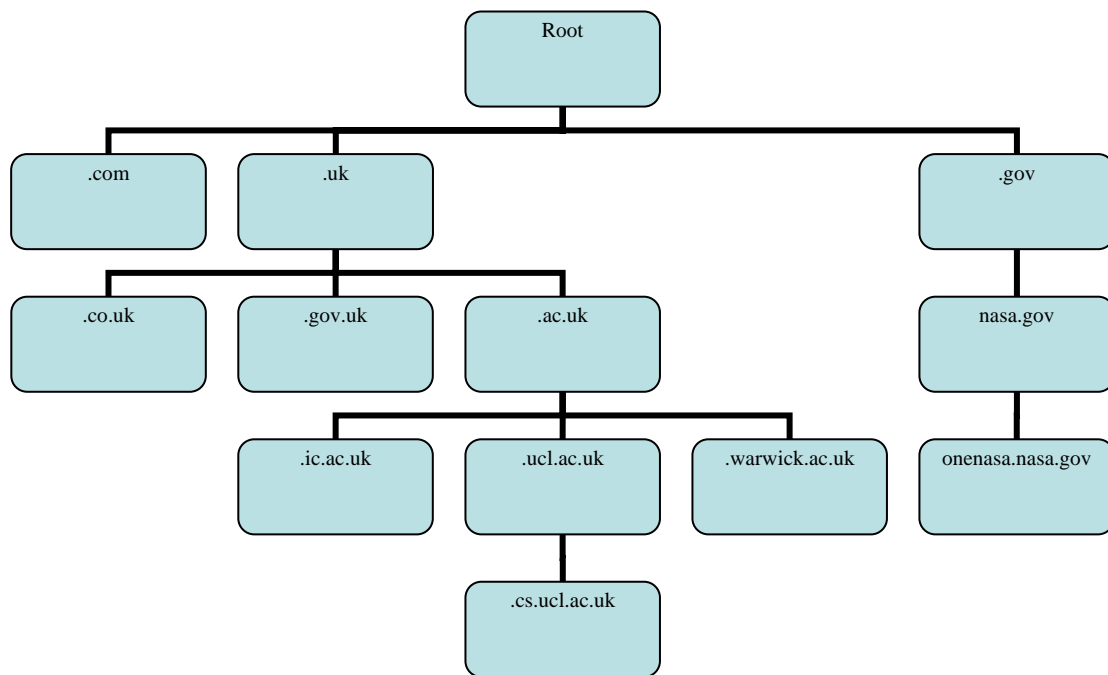 Root
.com
.uk
.gov
.co.uk
.gov.uk
.ac.uk
nasa.gov
.ic.ac.uk
.ucl.ac.uk
.warwick.ac.uk
onenasa.nasa.gov
.cs.ucl.ac.uk